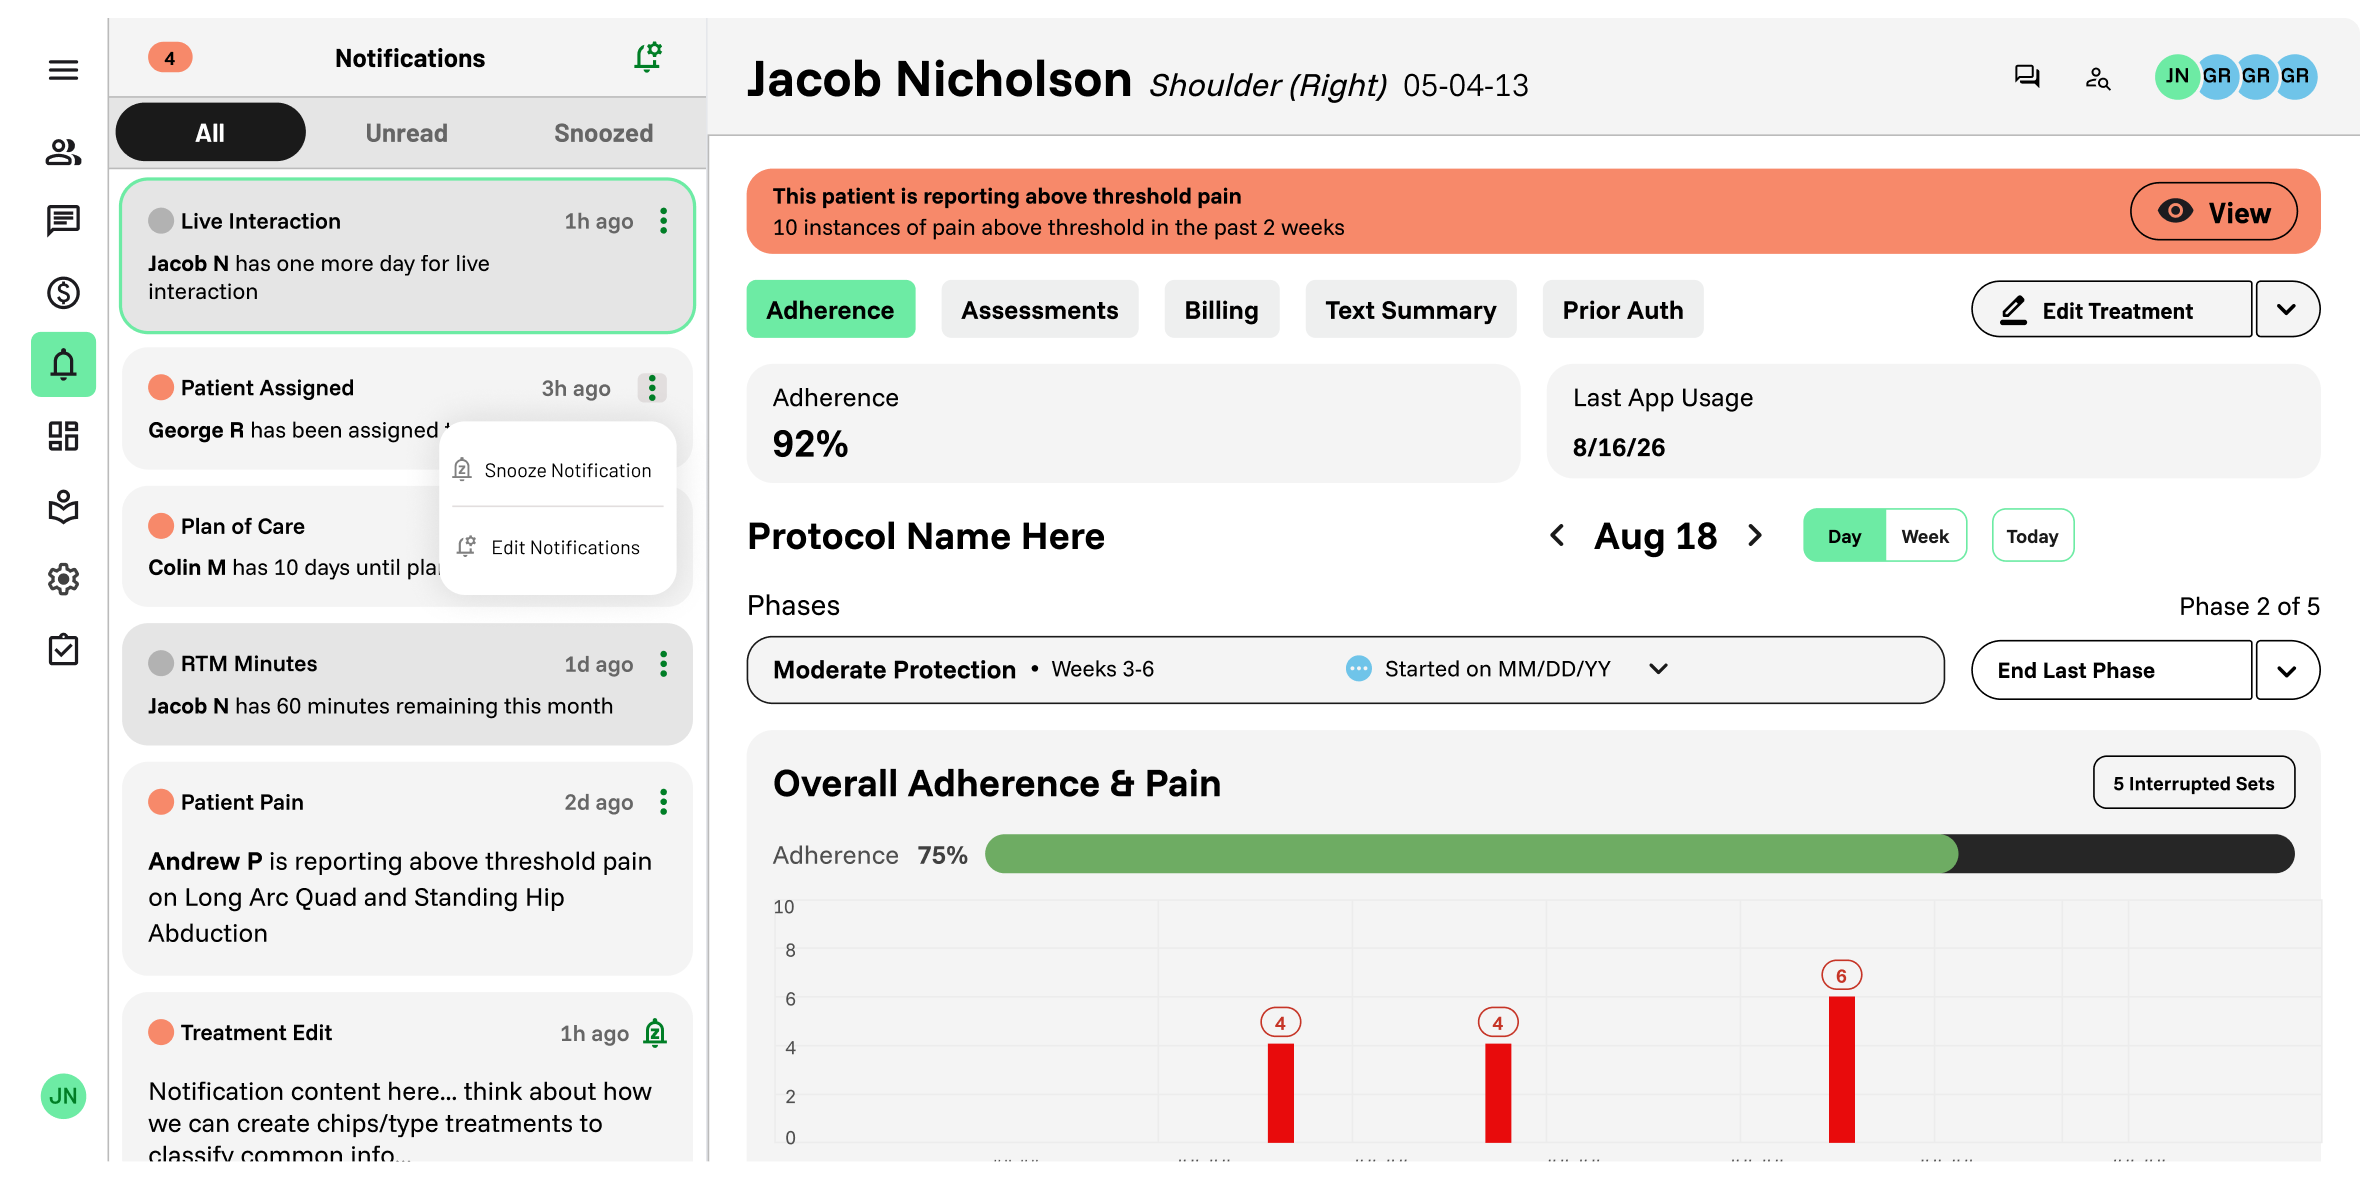 4
Notifications
All
Unread
Snoozed
Live Interaction
1h ago
Jacob N has one more day for live
interaction
Patient Assigned
3h ago
George R has been assigned
Snooze Notification
Edit Notifications
Plan of Care
Colin M has 10 days until
RTM Minutes
1d ago
Jacob N has 60 minutes remaining this month
Patient Pain
2d ago
Andrew P is reporting above threshold pain
on Long Arc Quad and Standing Hip
Abduction
Treatment Edit
1h ago
Notification content here... think about how
we can create chips/type treatments to
classify common info...
JN
Jacob Nicholson Shoulder (Right) 05-04-13
JN GR GR GR
This patient is reporting above threshold pain
10 instances of pain above threshold in the past 2 weeks
View
Adherence
Assessments
Billing
Text Summary
Prior Auth
Edit Treatment
Adherence
92%
Last App Usage
8/16/26
Protocol Name Here
Aug 18
Day
Week
Today
Phases
Phase 2 of 5
Moderate Protection • Weeks 3-6
Started on MM/DD/YY
End Last Phase
Overall Adherence & Pain
5 Interrupted Sets
Adherence 75%
10
8
6
4
2
0
4
4
6